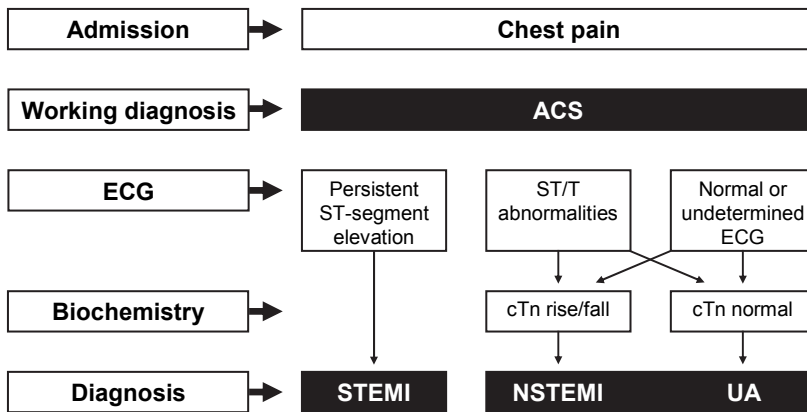 Admission
Chest pain
Working diagnosis
ACS
ECG
Persistent
ST-segment
elevation
ST/T
abnormalities
Normal or
undetermined
ECG
Biochemistry
cTn rise/fall
cTn normal
Diagnosis
STEMI
NSTEMI
UA